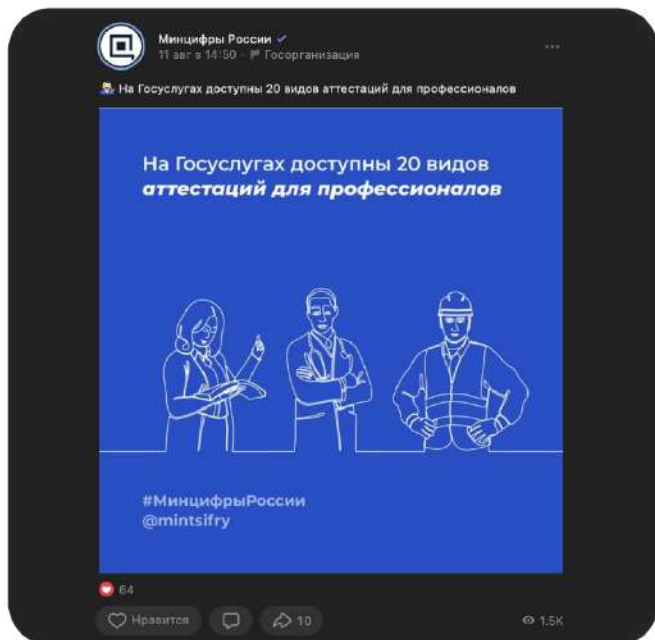 Минцифры России
11 авг в 14:50 · Госорганизация
На Госуслугах доступны 20 видов аттестаций для профессионалов
На Госуслугах доступны 20 видов
аттестаций для профессионалов
#МинцифрыРоссии
@mintsifry
64
Нравится
10
1.5K